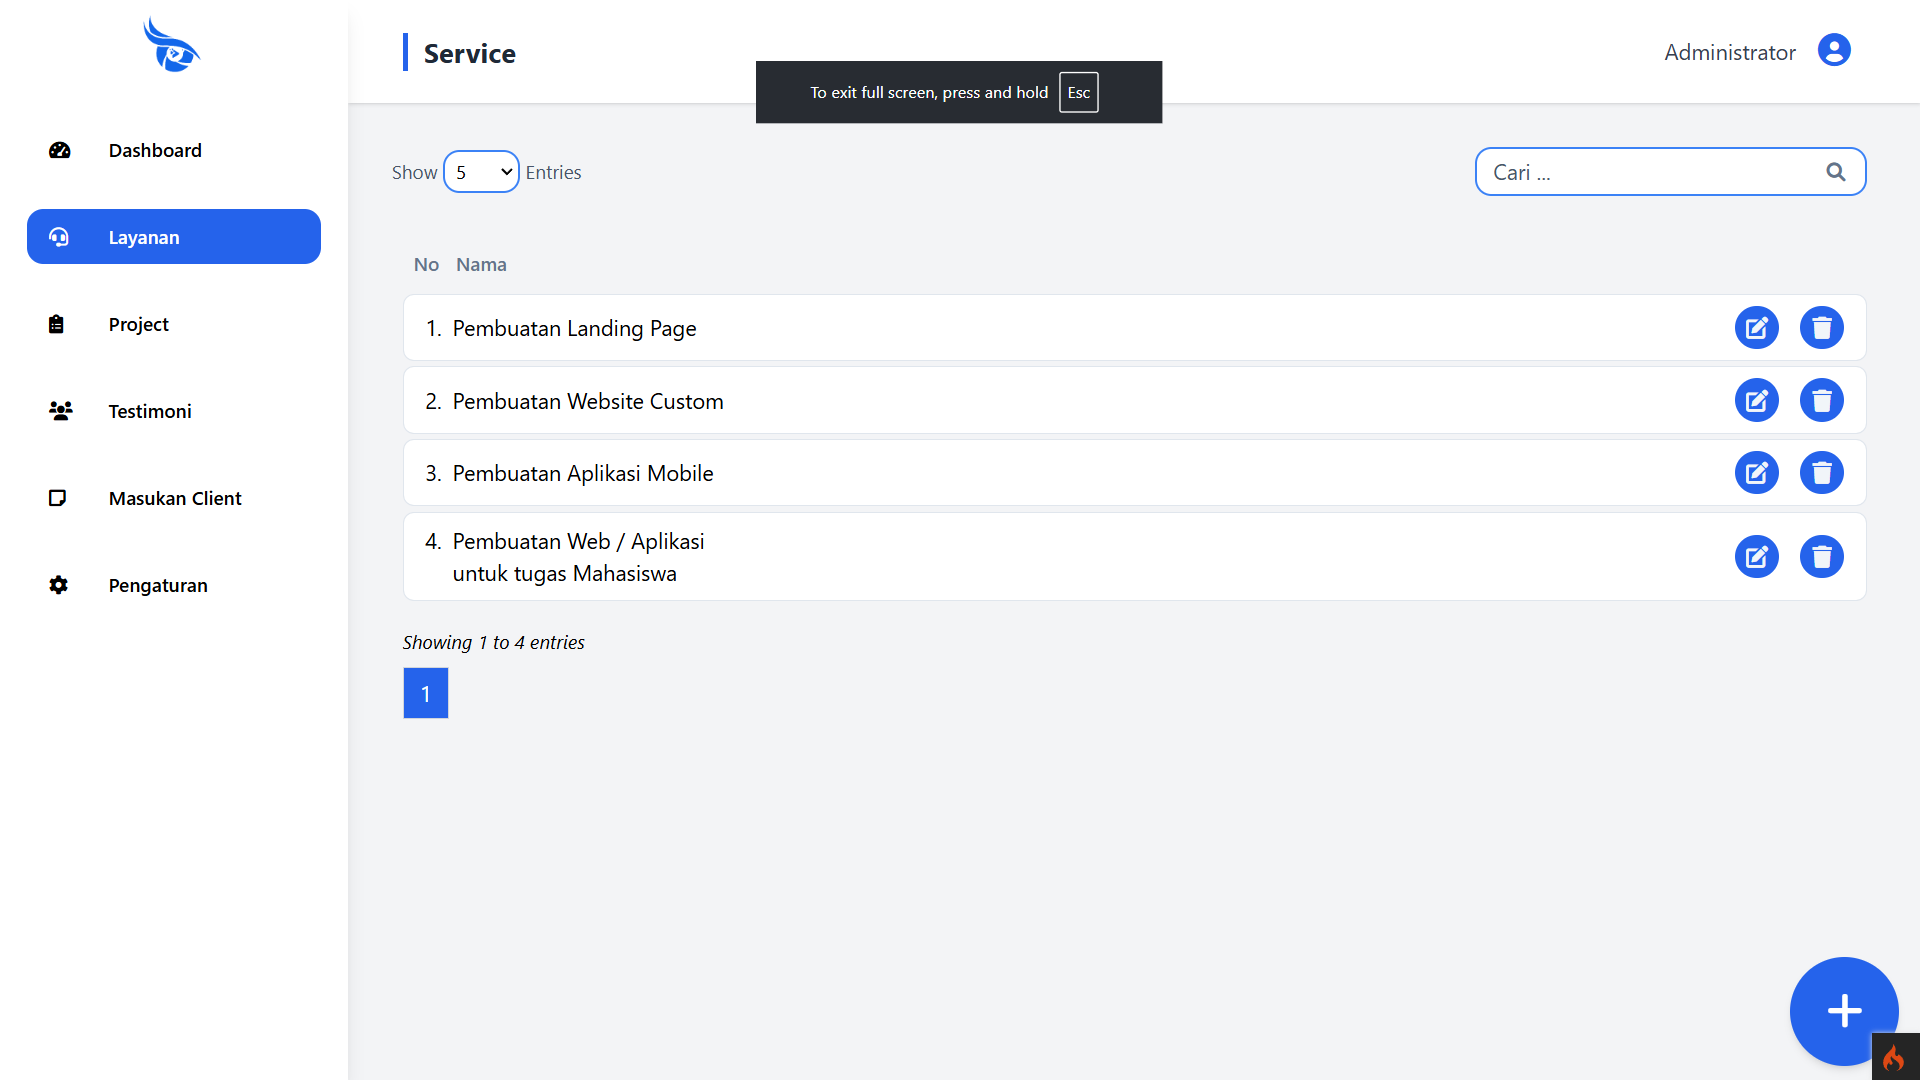 Service
Administrator
To exit full screen, press and hold Esc
Dashboard
Layanan
Project
Testimoni
Masukan Client
Pengaturan
Show 5 Entries
Cari ...
No Nama
1. Pembuatan Landing Page
2. Pembuatan Website Custom
3. Pembuatan Aplikasi Mobile
4. Pembuatan Web / Aplikasi
untuk tugas Mahasiswa
Showing 1 to 4 entries
1